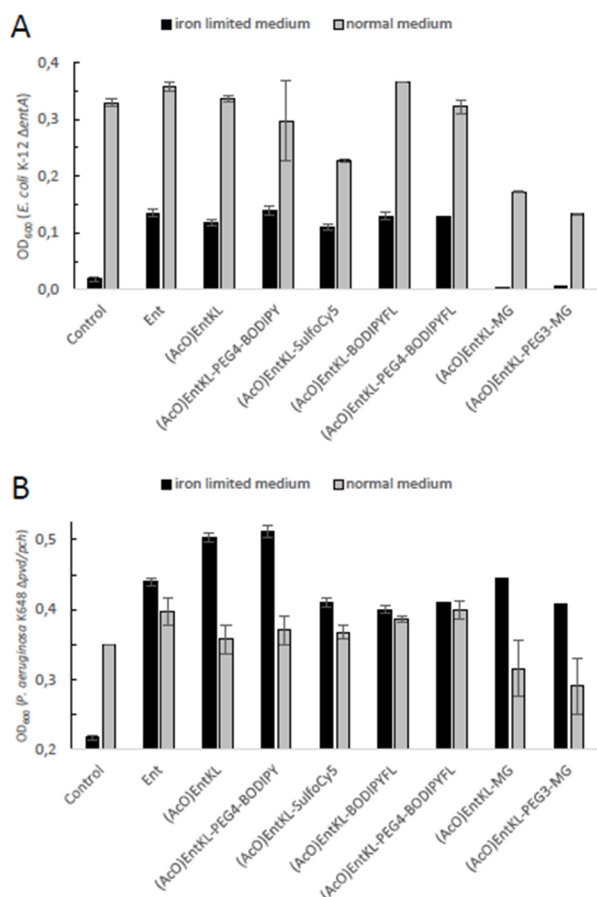 A
iron limited medium normal medium
0,4
0,3
0,2
0,1
0,0
OD600 (E. coli K-12 ΔentA)
Control
Ent
(AcO)EntKL
(AcO)EntKL-PEG4-BODIPY
(AcO)EntKL-SulfoCy5
(AcO)EntKL-BODIPYFL
(AcO)EntKL-PEG4-BODIPYFL
(AcO)EntKL-MG
(AcO)EntKL-PEG3-MG
B
iron limited medium normal medium
0,5
0,4
0,3
0,2
OD600 (P. aeruginosa K648 Δpvd/pch)
Control
Ent
(AcO)EntKL
(AcO)EntKL-PEG4-BODIPY
(AcO)EntKL-SulfoCy5
(AcO)EntKL-BODIPYFL
(AcO)EntKL-PEG4-BODIPYFL
(AcO)EntKL-MG
(AcO)EntKL-PEG3-MG